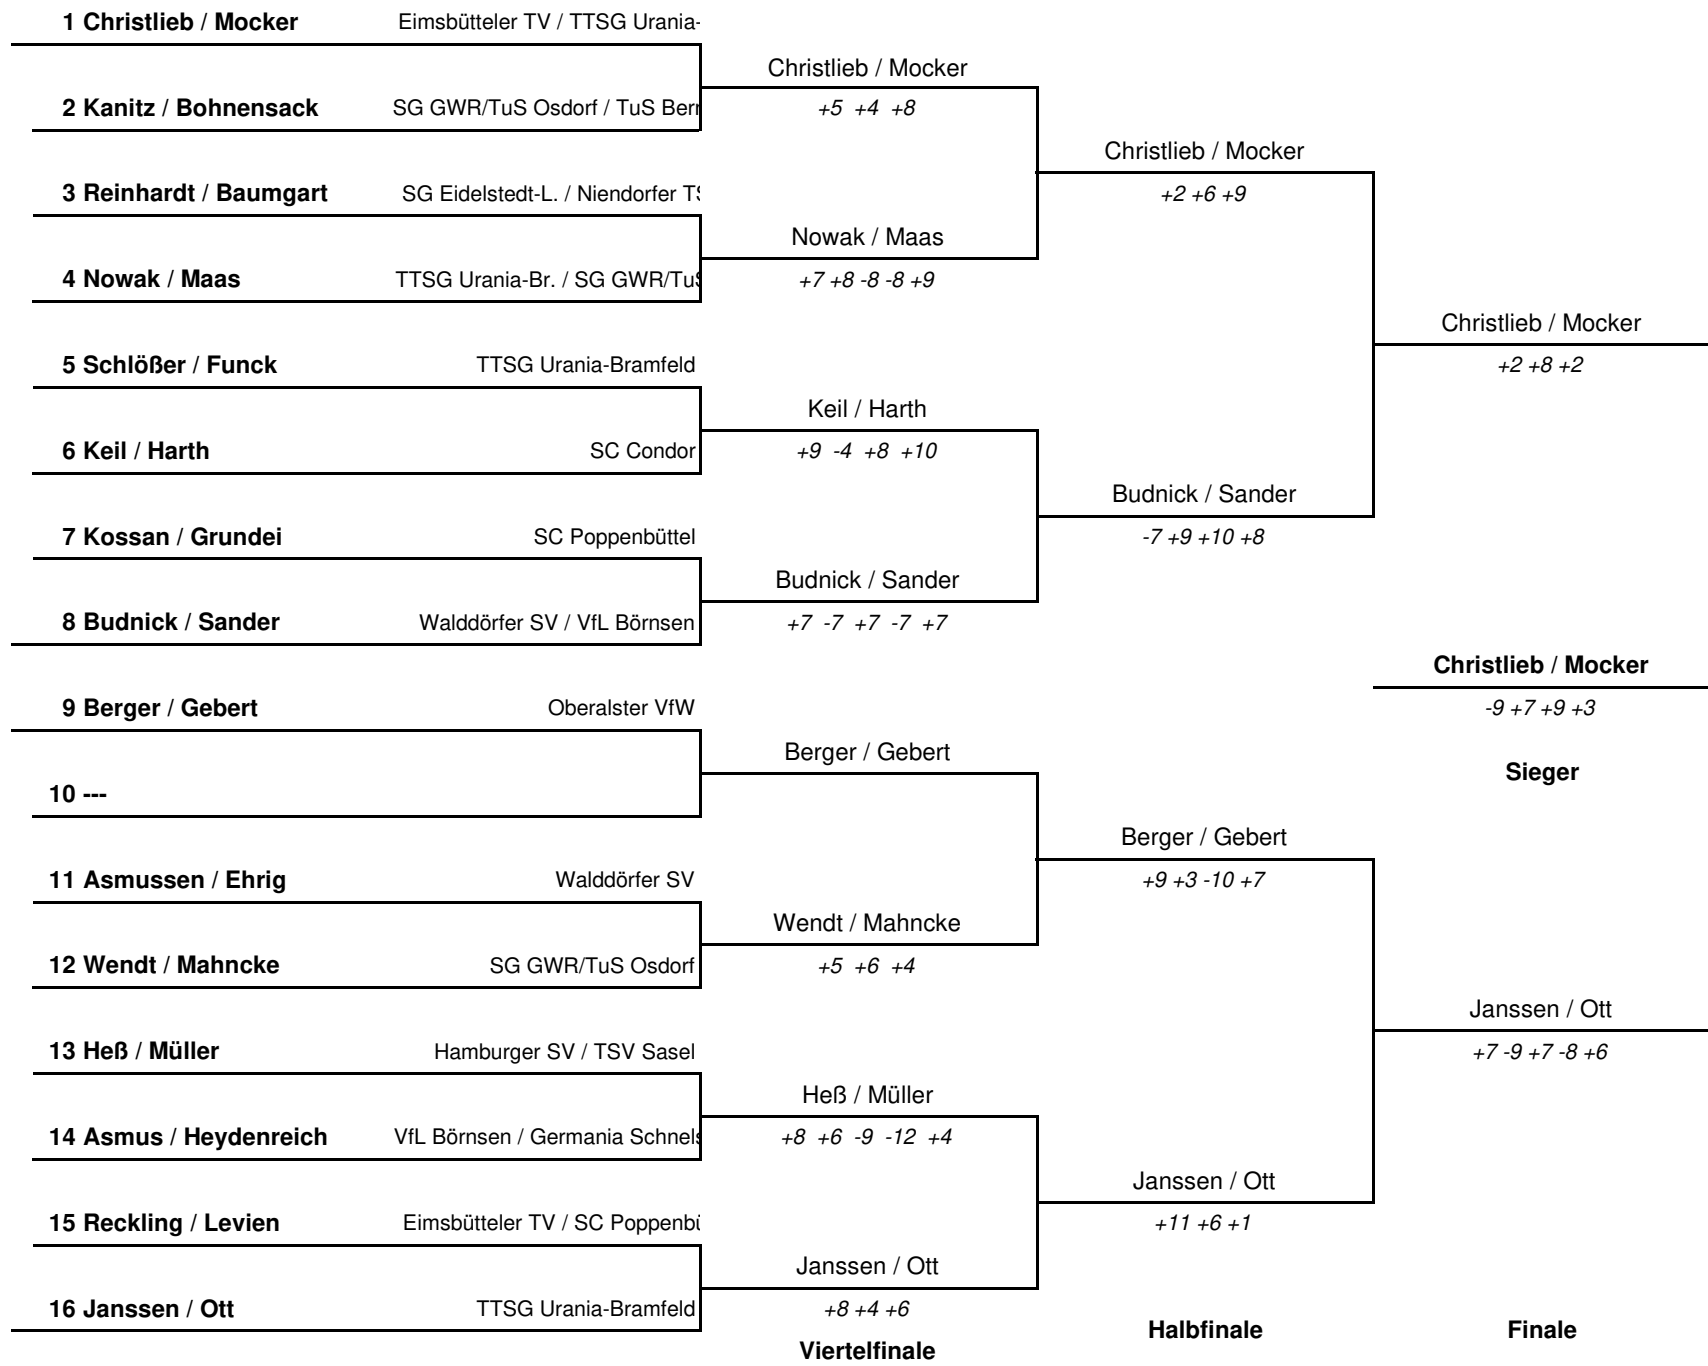 1 Christlieb / Mocker Eimsbütteler TV / TTSG Urania-
Christlieb / Mocker
2 Kanitz / Bohnensack SG GWR/TuS Osdorf / TuS Ber
+5 +4 +8
Christlieb / Mocker
3 Reinhardt / Baumgart SG Eidelstedt-L. / Niendorfer TS
+2 +6 +9
Nowak / Maas
4 Nowak / Maas TTSG Urania-Br. / SG GWR/TuS
+7 +8 -8 -8 +9
Christlieb / Mocker
5 Schlößer / Funck TTSG Urania-Bramfeld
+2 +8 +2
Keil / Harth
6 Keil / Harth SC Condor
+9 -4 +8 +10
Budnick / Sander
7 Kossan / Grundei SC Poppenbüttel
-7 +9 +10 +8
Budnick / Sander
8 Budnick / Sander Walddörfer SV / VfL Börnsen
+7 -7 +7 -7 +7
Christlieb / Mocker
9 Berger / Gebert Oberalster VfW
-9 +7 +9 +3
Berger / Gebert
Sieger
10 ---
Berger / Gebert
11 Asmussen / Ehrig Walddörfer SV
+9 +3 -10 +7
Wendt / Mahncke
12 Wendt / Mahncke SG GWR/TuS Osdorf
+5 +6 +4
Janssen / Ott
13 Heß / Müller Hamburger SV / TSV Sasel
+7 -9 +7 -8 +6
Heß / Müller
14 Asmus / Heydenreich VfL Börnsen / Germania Schnels
+8 +6 -9 -12 +4
Janssen / Ott
15 Reckling / Levien Eimsbütteler TV / SC Poppenbü
+11 +6 +1
Janssen / Ott
16 Janssen / Ott TTSG Urania-Bramfeld
+8 +4 +6
Halbfinale
Finale
Viertelfinale